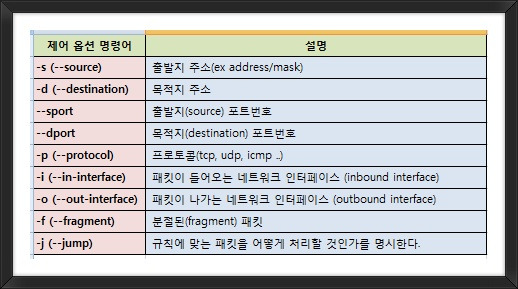 제어 옵션 명령어 설명
-s (--source) 출발지 주소(ex address/mask)
-d (--destination) 목적지 주소
--sport 출발지(source) 포트번호
--dport 목적지(destination) 포트번호
-p (--protocol) 프로토콜(tcp, udp, icmp ..)
-i (--in-interface) 패킷이 들어오는 네트워크 인터페이스 (inbound interface)
-o (--out-interface) 패킷이 나가는 네트워크 인터페이스 (outbound interface)
-f (--fragment) 분절된(fragment) 패킷
-j (--jump) 규칙에 맞는 패킷을 어떻게 처리할 것인가를 명시한다.